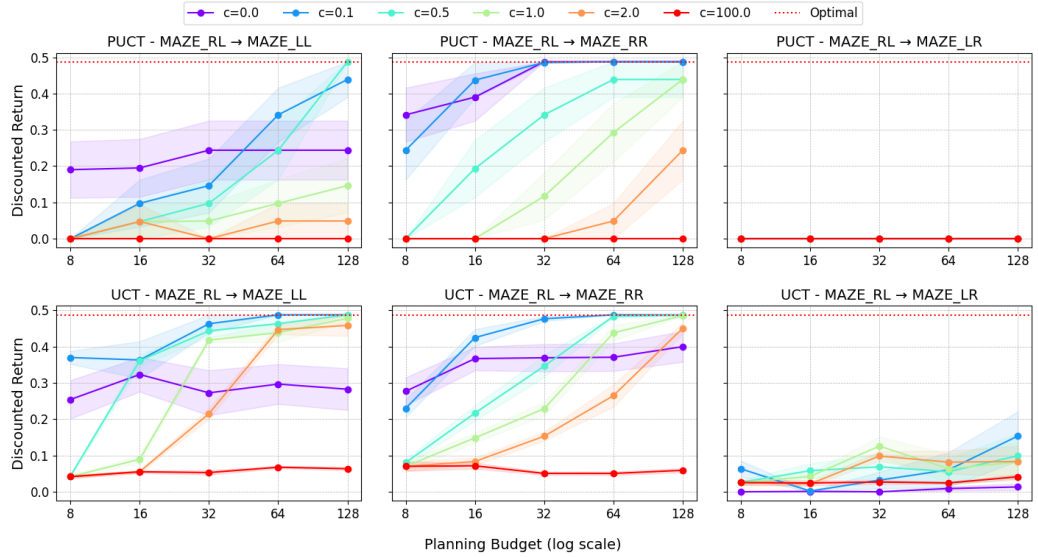 c=0.0 c=0.1 c=0.5 c=1.0 c=2.0 c=100.0 Optimal
PUCT - MAZE_RL → MAZE_LL
PUCT - MAZE_RL → MAZE_RR
PUCT - MAZE_RL → MAZE_LR
Discounted Return
0.5
0.4
0.3
0.2
0.1
0.0
8 16 32 64 128
8 16 32 64 128
8 16 32 64 128
UCT - MAZE_RL → MAZE_LL
UCT - MAZE_RL → MAZE_RR
UCT - MAZE_RL → MAZE_LR
Discounted Return
0.5
0.4
0.3
0.2
0.1
0.0
8 16 32 64 128
8 16 32 64 128
8 16 32 64 128
Planning Budget (log scale)